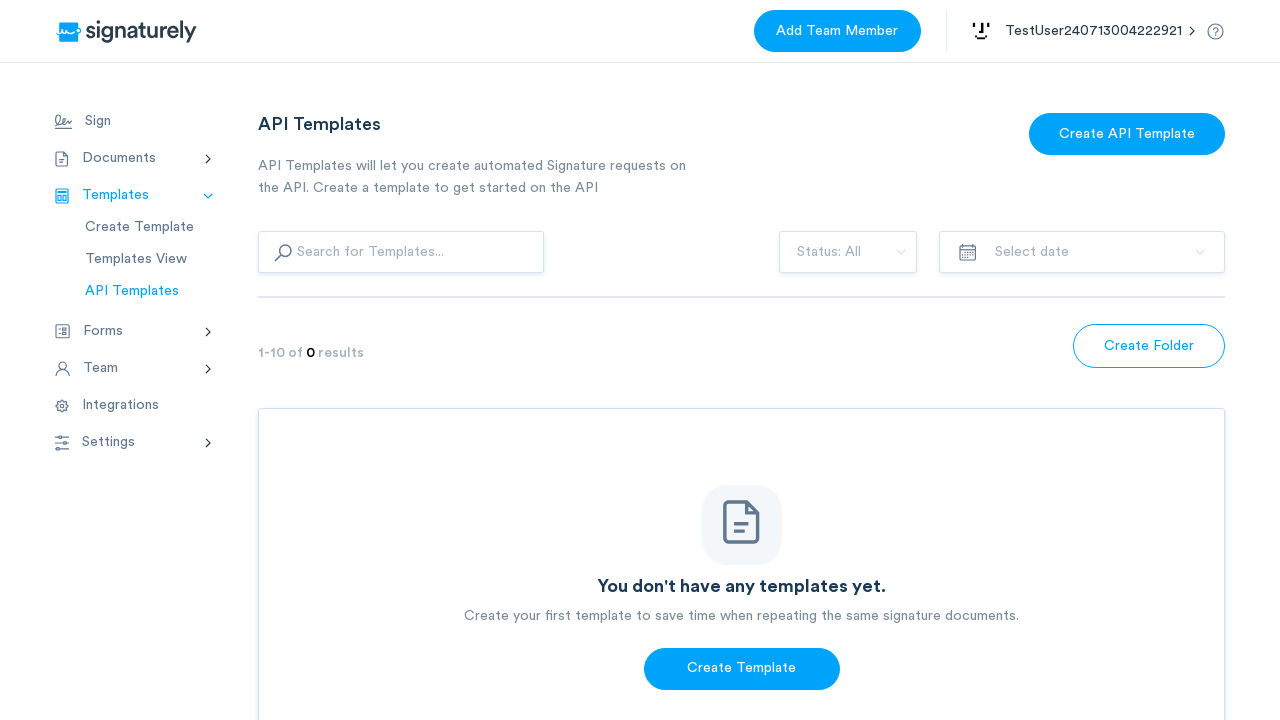 signaturely
Add Team Member
TestUser240713004222921
Sign
Documents
Templates
Create Template
Templates View
API Templates
Forms
Team
Integrations
Settings
API Templates
Create API Template
API Templates will let you create automated Signature requests on
the API. Create a template to get started on the API
Search for Templates...
Status: All
Select date
1-10 of 0 results
Create Folder
You don't have any templates yet.
Create your first template to save time when repeating the same signature documents.
Create Template